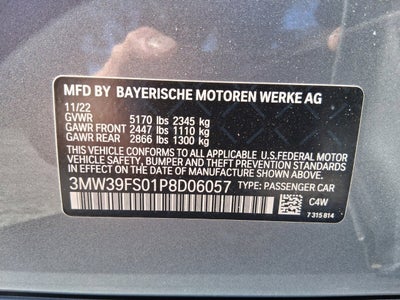 MFD BY BAYERISCHE MOTOREN WERKE AG
11/22
GVWR 5170 lbs 2345 kg
GAWR FRONT 2447 lbs 1110 kg
GAWR REAR 2866 lbs 1300 kg
THIS VEHICLE CONFORMS TO ALL APPLICABLE U.S.FEDERAL MOTOR
VEHICLE SAFETY, BUMPER AND THEFT PREVENTION STANDARDS
IN EFFECT ON THE DATE OF MANUFACTURE SHOWN ABOVE.
3MW39FS01P8D06057 TYPE: PASSENGER CAR
C4W
7 315 814